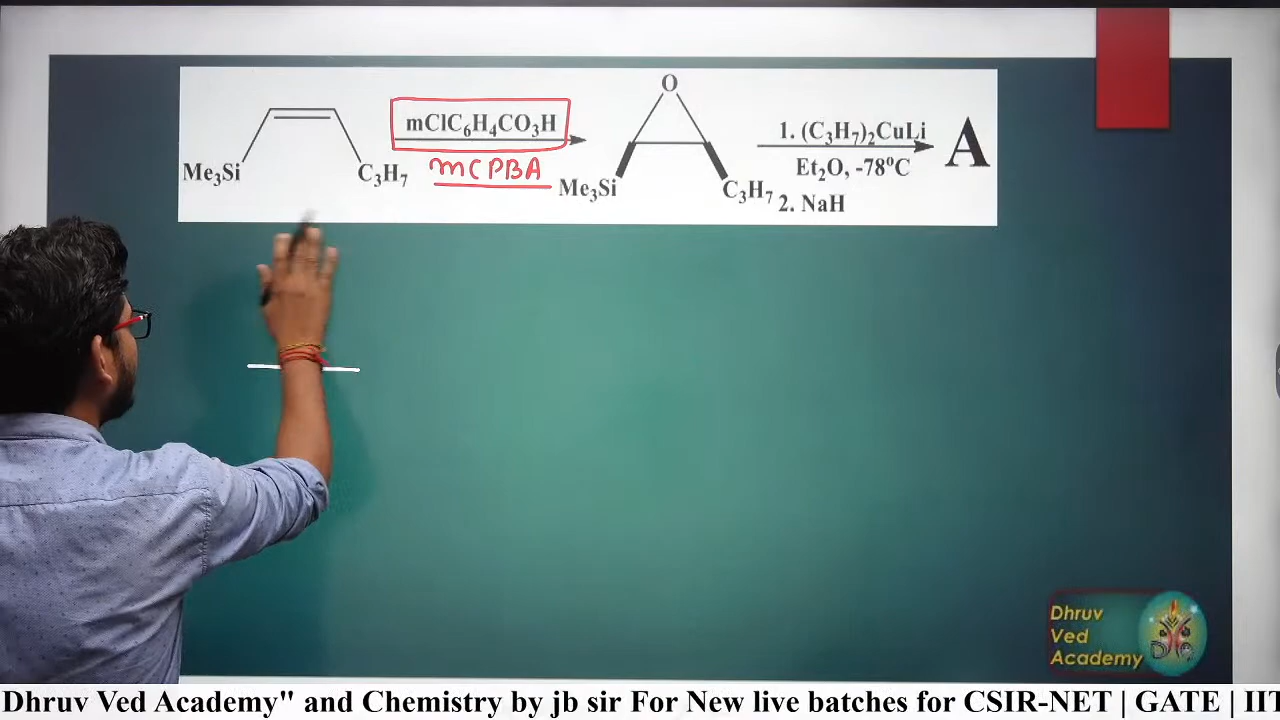 O
mClC6H4CO3H
1. (C3H7)2CuLi
A
Me3Si
C3H7
mCPBA
Et2O, -78ºC
Me3Si
C3H7
2. NaH
Dhruv
Ved
Academy
Dhruv Ved Academy" and Chemistry by jb sir For New live batches for CSIR-NET | GATE | IIT